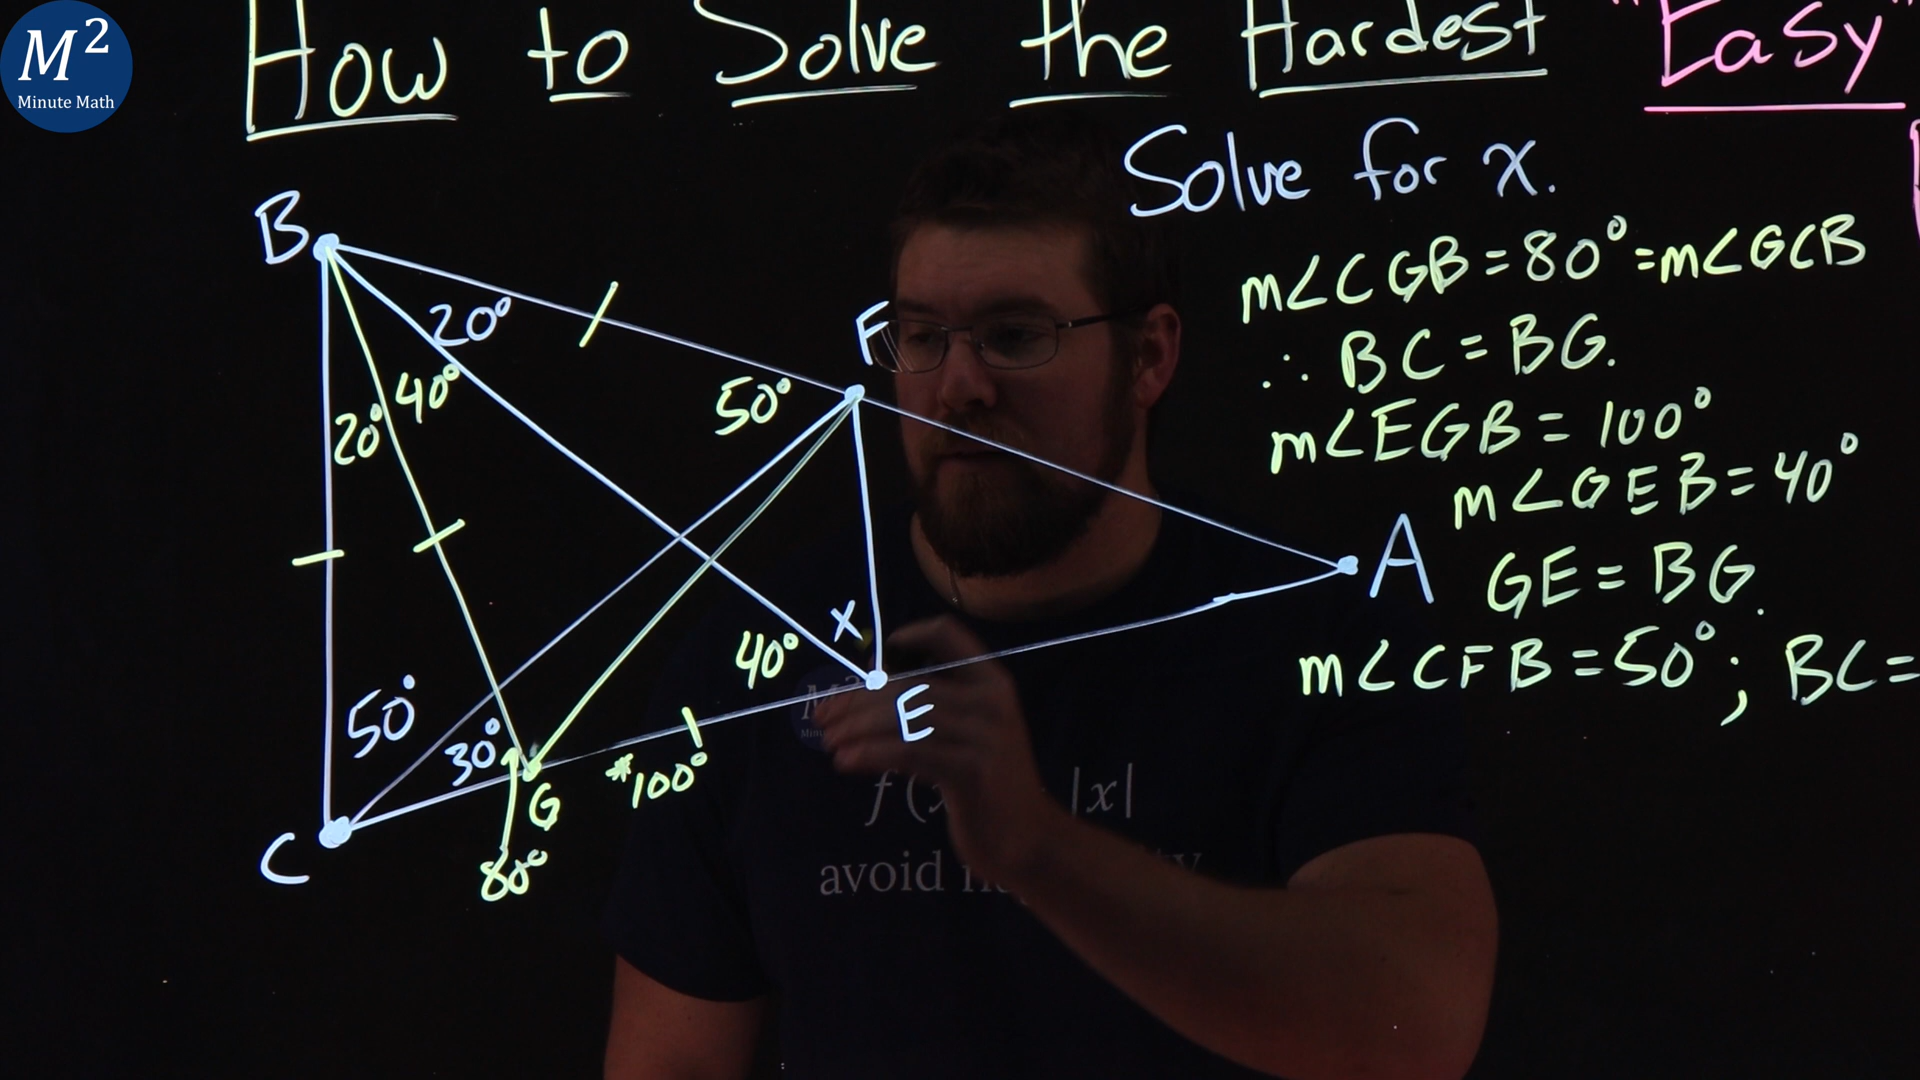 M²
Minute Math
How to Solve the Hardest "Easy"
Solve for x.
m∠CGB=80°=m∠GCB
∴ BC=BG.
m∠EGB=100°
m∠GEB=40°
GE=BG.
m∠CFB=50°; BC=
B
20°
40°
20°
F
50°
A
x
40°
E
50°
30°
G
*100°
C
80°
|x|
avoid